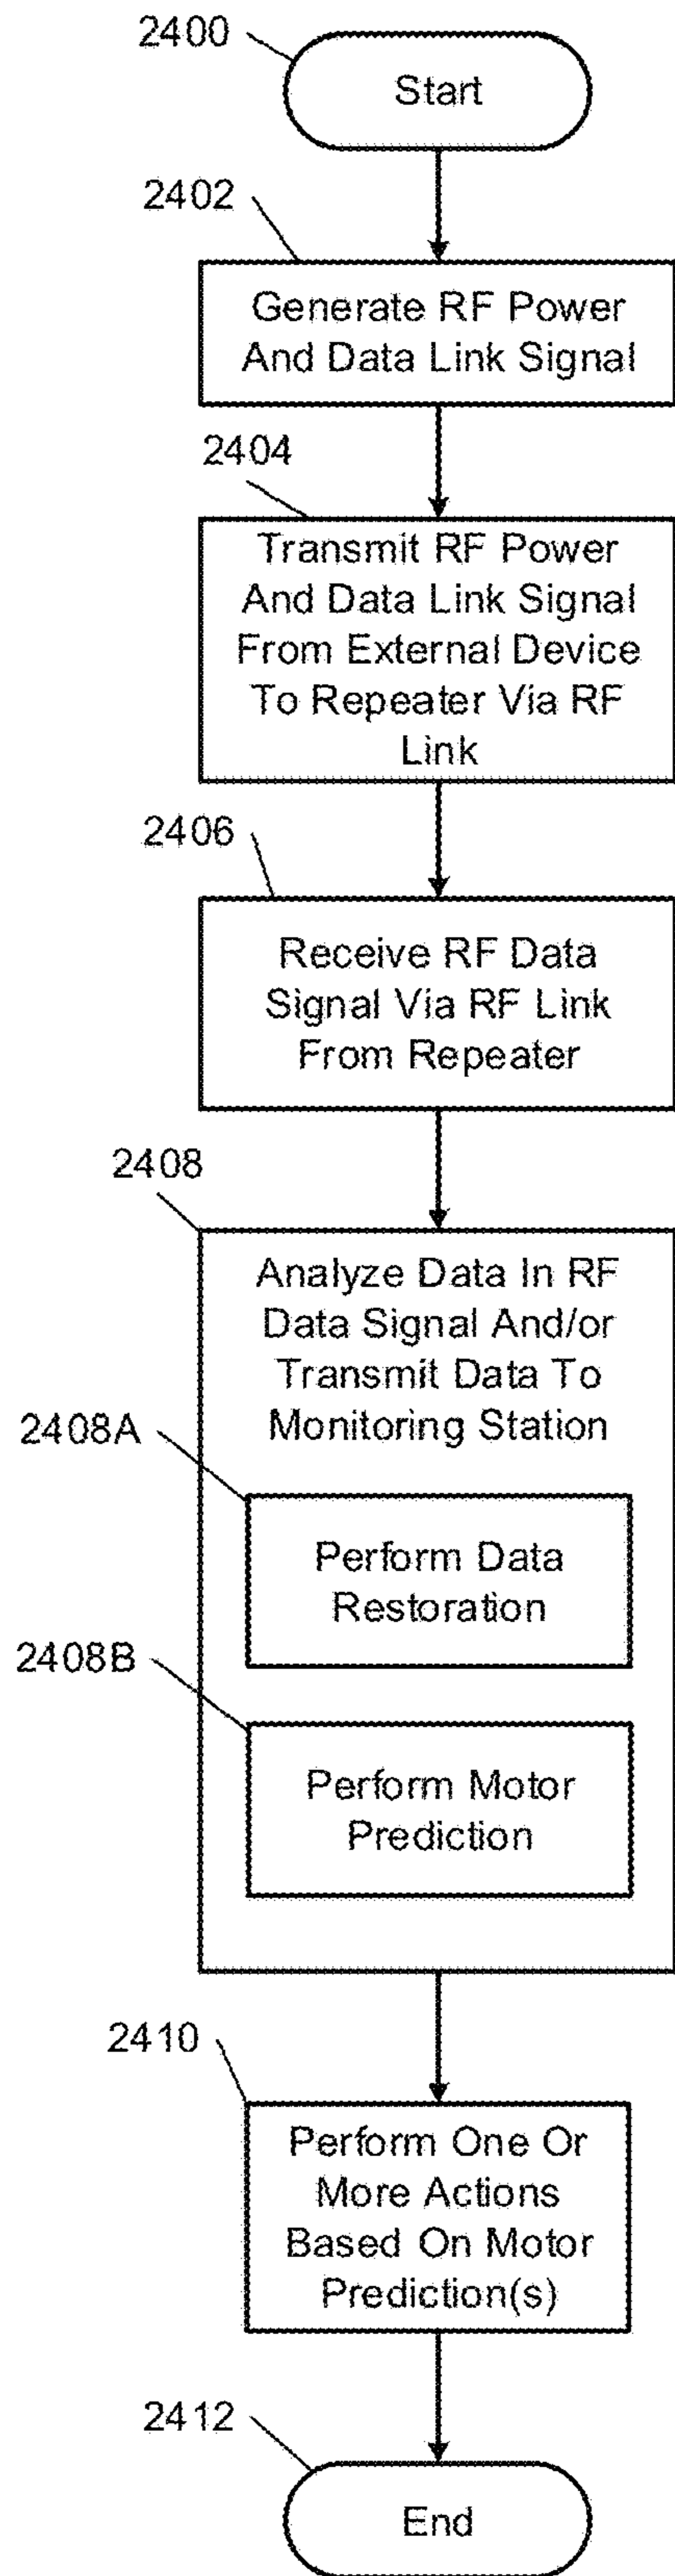 2400
Start
2402
Generate RF Power
And Data Link Signal
2404
Transmit RF Power
And Data Link Signal
From External Device
To Repeater Via RF
Link
2406
Receive RF Data
Signal Via RF Link
From Repeater
2408
Analyze Data In RF
Data Signal And/or
Transmit Data To
Monitoring Station
2408A
Perform Data
Restoration
2408B
Perform Motor
Prediction
2410
Perform One Or
More Actions
Based On Motor
Prediction(s)
2412
End